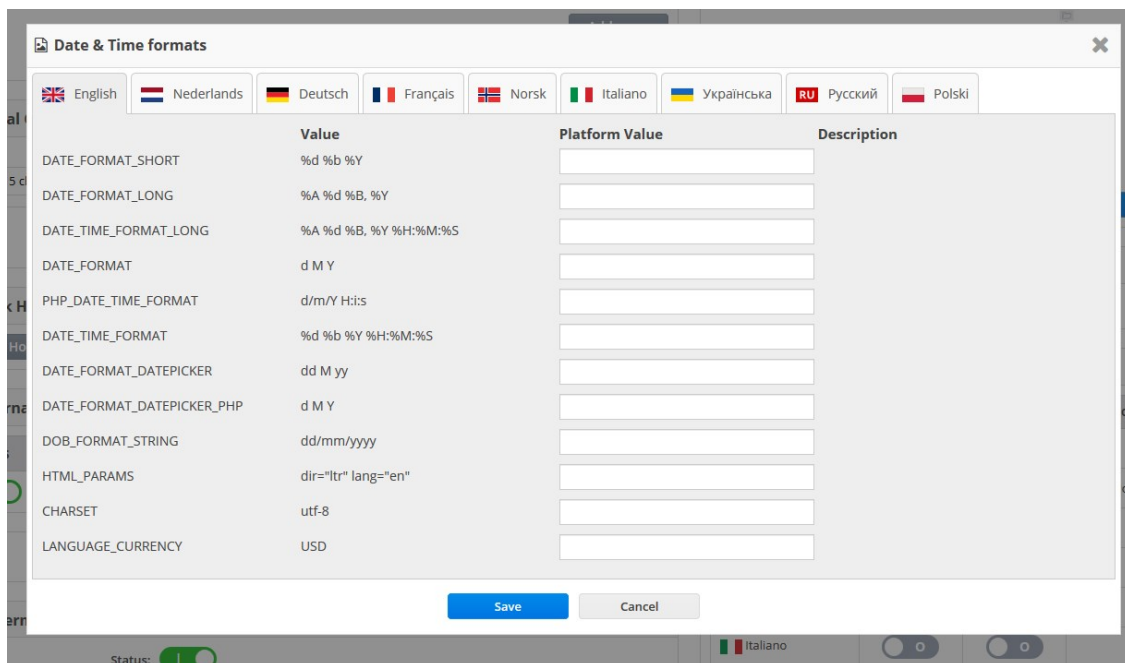 Date & Time formats
English Nederlands Deutsch Français Norsk Italiano Українська RU Русский Polski
Value Platform Value Description
DATE_FORMAT_SHORT %d %b %Y
DATE_FORMAT_LONG %A %d %B, %Y
DATE_TIME_FORMAT_LONG %A %d %B, %Y %H:%M:%S
DATE_FORMAT d M Y
PHP_DATE_TIME_FORMAT d/m/Y H:i:s
DATE_TIME_FORMAT %d %b %Y %H:%M:%S
DATE_FORMAT_DATEPICKER dd M yy
DATE_FORMAT_DATEPICKER_PHP d M Y
DOB_FORMAT_STRING dd/mm/yyyy
HTML_PARAMS dir="ltr" lang="en"
CHARSET utf-8
LANGUAGE_CURRENCY USD
Save Cancel
Italiano
Status: